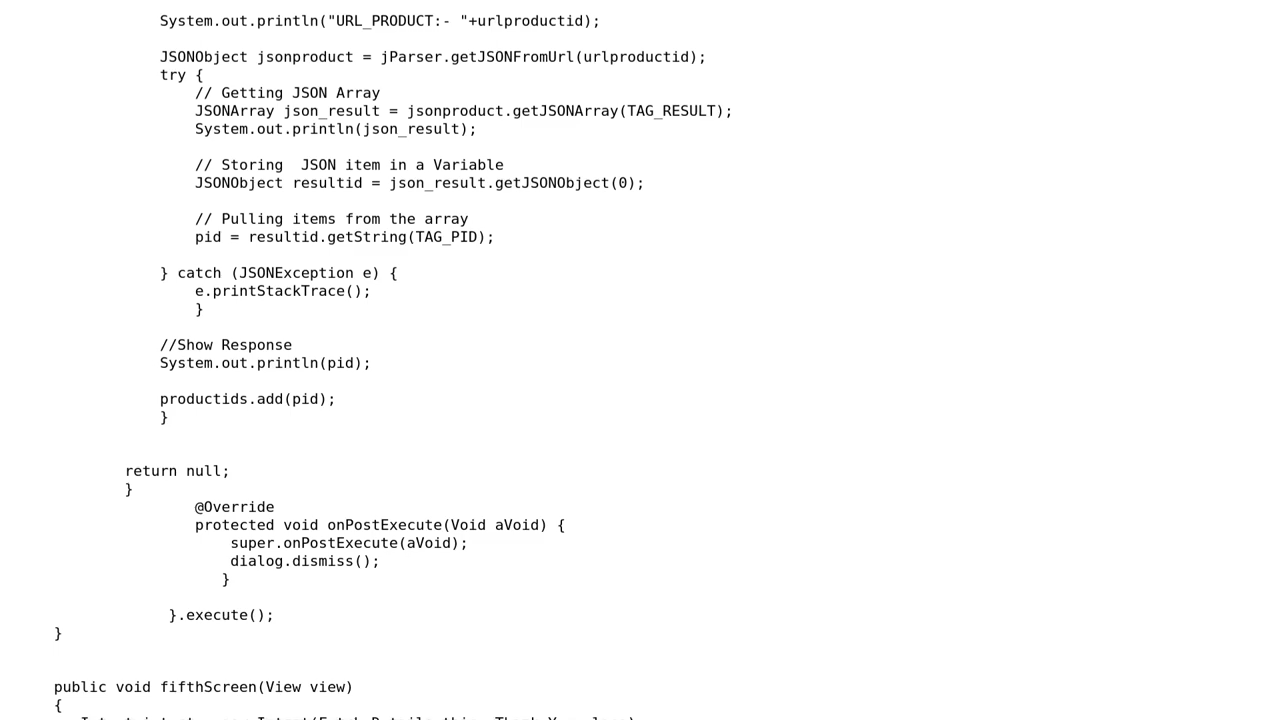 System.out.println("URL_PRODUCT:- "+urlproductid);
JSONObject jsonproduct = jParser.getJSONFromUrl(urlproductid);
try {
// Getting JSON Array
JSONArray json_result = jsonproduct.getJSONArray(TAG_RESULT);
System.out.println(json_result);
// Storing  JSON item in a Variable
JSONObject resultid = json_result.getJSONObject(0);
// Pulling items from the array
pid = resultid.getString(TAG_PID);
} catch (JSONException e) {
e.printStackTrace();
}
//Show Response
System.out.println(pid);
productids.add(pid);
}
return null;
}
@Override
protected void onPostExecute(Void aVoid) {
super.onPostExecute(aVoid);
dialog.dismiss();
}
}.execute();
}
public void fifthScreen(View view)
{